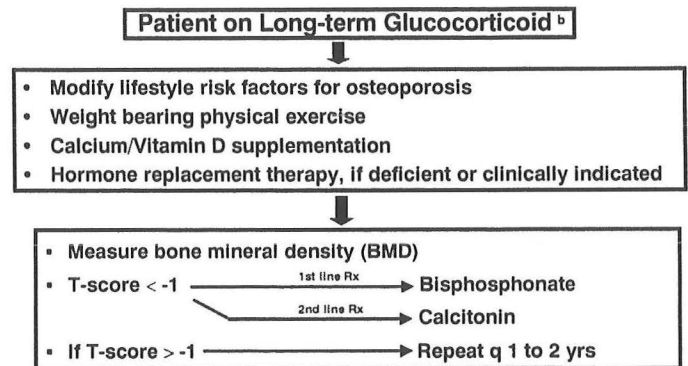 Patient on Long-term Glucocorticoid ᵇ
• Modify lifestyle risk factors for osteoporosis
• Weight bearing physical exercise
• Calcium/Vitamin D supplementation
• Hormone replacement therapy, if deficient or clinically indicated
▪ Measure bone mineral density (BMD)
▪ T-score < -1 1st line Rx Bisphosphonate
2nd line Rx Calcitonin
▪ If T-score > -1 Repeat q 1 to 2 yrs